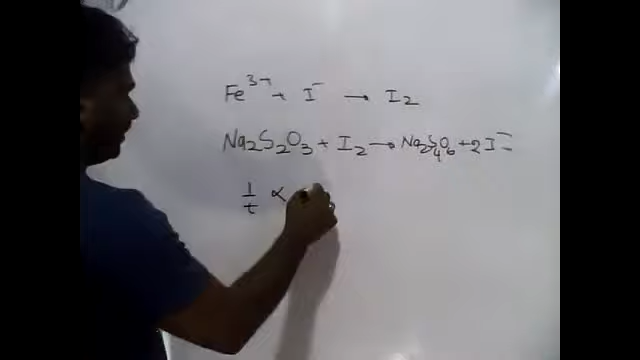 Fe³⁺ + I⁻ → I₂
Na₂S₂O₃ + I₂ → Na₂S₄O₆ + 2I⁻
1/t ∝